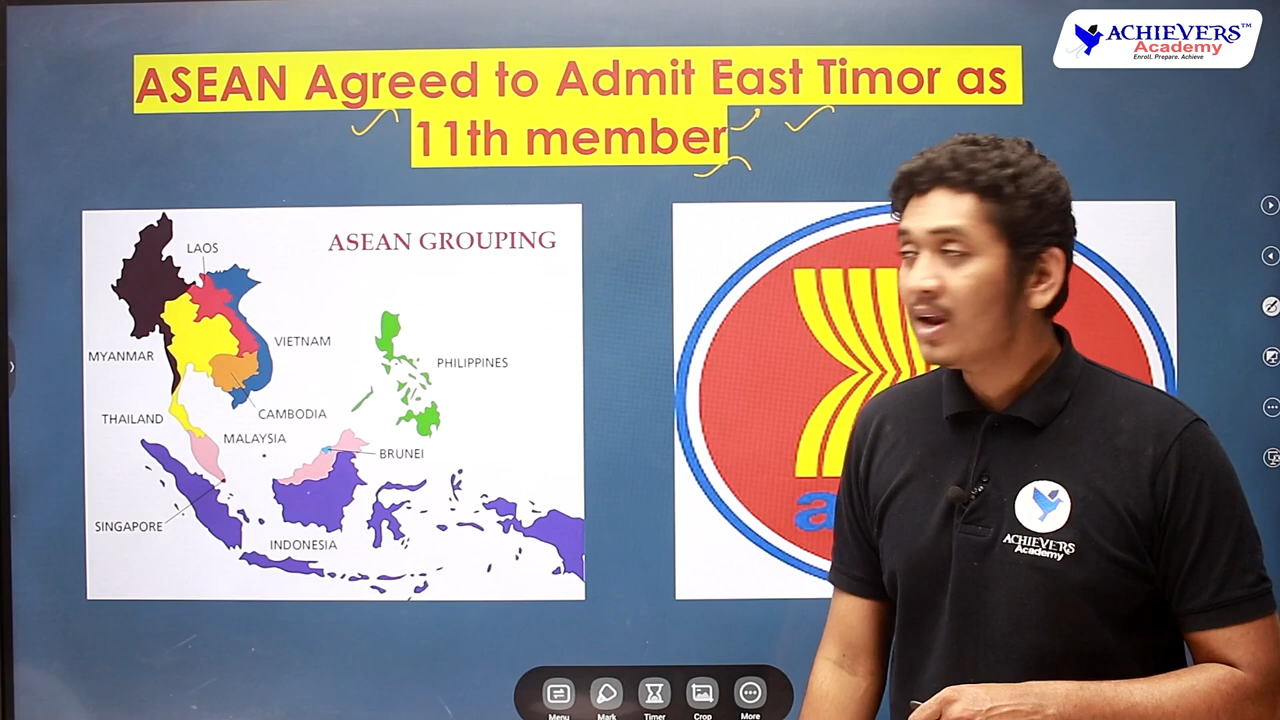 ACHIEVERS™
Academy
Enroll. Prepare. Achieve
ASEAN Agreed to Admit East Timor as
11th member
ASEAN GROUPING
LAOS
MYANMAR
VIETNAM
PHILIPPINES
THAILAND
CAMBODIA
MALAYSIA
BRUNEI
SINGAPORE
INDONESIA
a
ACHIEVERS
Academy
Menu
Mark
Timer
Crop
More